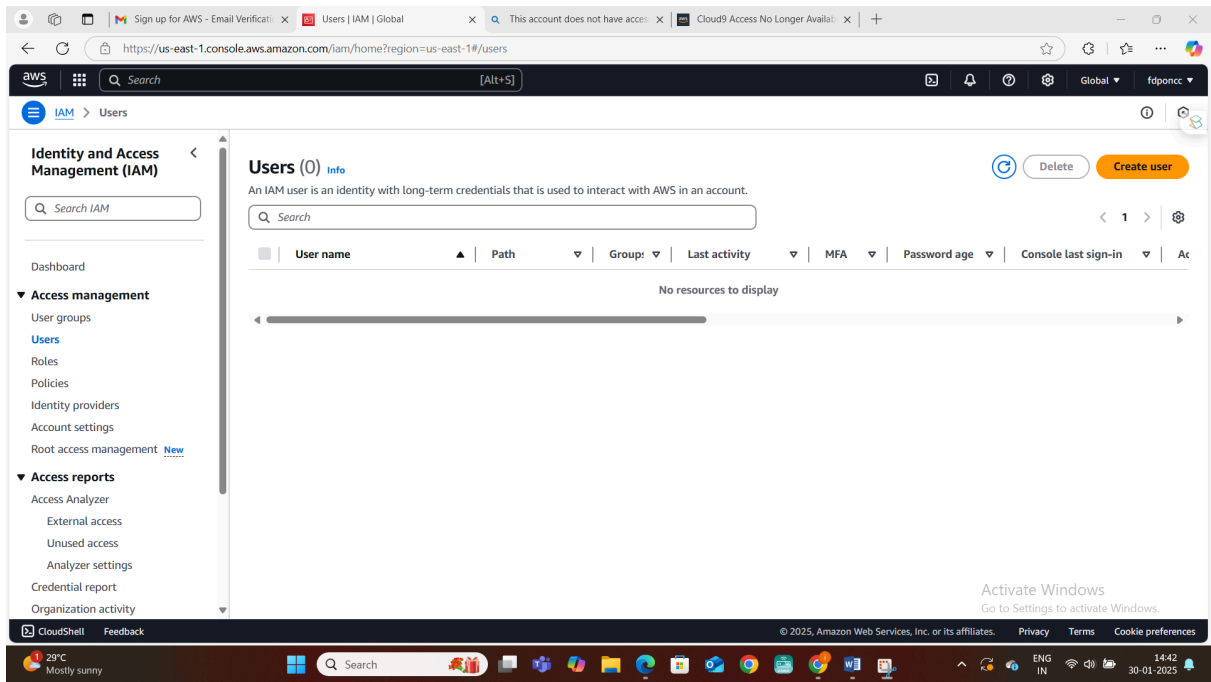 Sign up for AWS - Email Verificatio
Users | IAM | Global
This account does not have acces
Cloud9 Access No Longer Availab
https://us-east-1.console.aws.amazon.com/iam/home?region=us-east-1#/users
aws
Search
[Alt+S]
Global
fdponcc
IAM > Users
Identity and Access Management (IAM)
Search IAM
Dashboard
Access management
User groups
Users
Roles
Policies
Identity providers
Account settings
Root access management New
Access reports
Access Analyzer
External access
Unused access
Analyzer settings
Credential report
Organization activity
Users (0) Info
An IAM user is an identity with long-term credentials that is used to interact with AWS in an account.
Delete
Create user
Search
1
User name
Path
Group:
Last activity
MFA
Password age
Console last sign-in
Ac
No resources to display
Activate Windows
Go to Settings to activate Windows.
CloudShell Feedback
© 2025, Amazon Web Services, Inc. or its affiliates. Privacy Terms Cookie preferences
1
29°C
Mostly sunny
Search
ENG
IN
14:42
30-01-2025